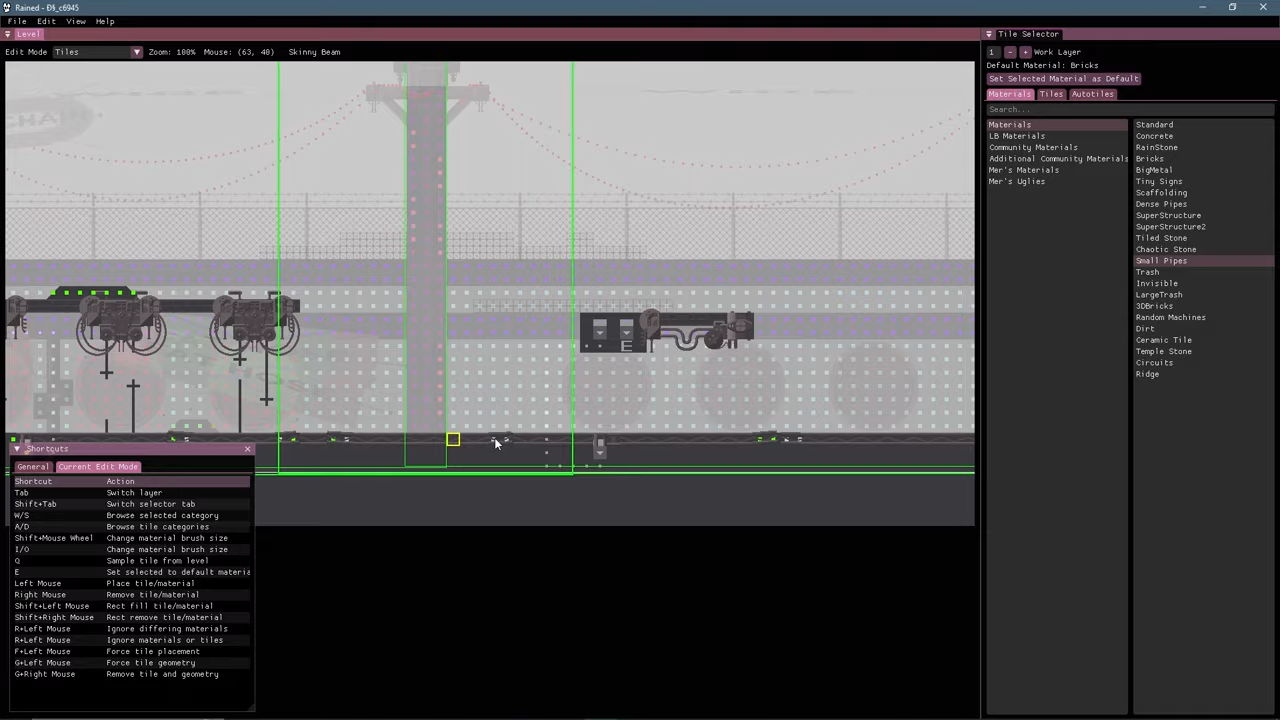 Rained - Đfi_c6945
File Edit View Help
Level
Edit Mode Tiles Zoom: 100% Mouse: (63, 40) Skinny Beam
E
Shortcuts
General Current Edit Mode
Shortcut Action
Tab Switch layer
Shift+Tab Switch selector tab
W/S Browse selected category
A/D Browse tile categories
Shift+Mouse Wheel Change material brush size
I/O Change material brush size
Q Sample tile from level
E Set selected to default materia
Left Mouse Place tile/material
Right Mouse Remove tile/material
Shift+Left Mouse Rect fill tile/material
Shift+Right Mouse Rect remove tile/material
R+Left Mouse Ignore differing materials
R+Left Mouse Ignore materials or tiles
F+Left Mouse Force tile placement
G+Left Mouse Force tile geometry
G+Right Mouse Remove tile and geometry
Tile Selector
1 - + Work Layer
Default Material: Bricks
Set Selected Material as Default
Materials Tiles Autotiles
Search...
Materials
LB Materials
Community Materials
Additional Community Materials
Mer's Materials
Mer's Uglies
Standard
Concrete
RainStone
Bricks
BigMetal
Tiny Signs
Scaffolding
Dense Pipes
SuperStructure
SuperStructure2
Tiled Stone
Chaotic Stone
Small Pipes
Trash
Invisible
LargeTrash
3DBricks
Random Machines
Dirt
Ceramic Tile
Temple Stone
Circuits
Ridge